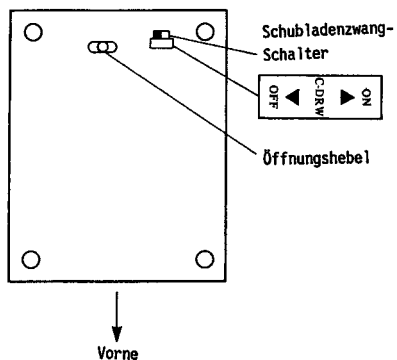 Schubladenzwang-
Schalter
OFF C-DRW ON
Öffnungshebel
Vorne